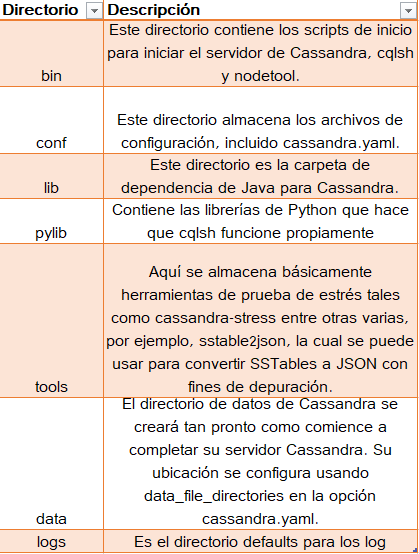 Directorio Descripción
Este directorio contiene los scripts de inicio
para iniciar el servidor de Cassandra, cqlsh
bin y nodetool.
Este directorio almacena los archivos de
conf configuración, incluido cassandra.yaml.
Este directorio es la carpeta de
lib dependencia de Java para Cassandra.
Contiene las librerías de Python que hace
pylib que cqlsh funcione propiamente
Aquí se almacena básicamente
herramientas de prueba de estrés tales
como cassandra-stress entre otras varias,
por ejemplo, sstable2json, la cual se puede
usar para convertir SSTables a JSON con
tools fines de depuración.
El directorio de datos de Cassandra se
creará tan pronto como comience a
completar su servidor Cassandra. Su
ubicación se configura usando
data_file_directories en la opción
data cassandra.yaml.
logs Es el directorio defaults para los log